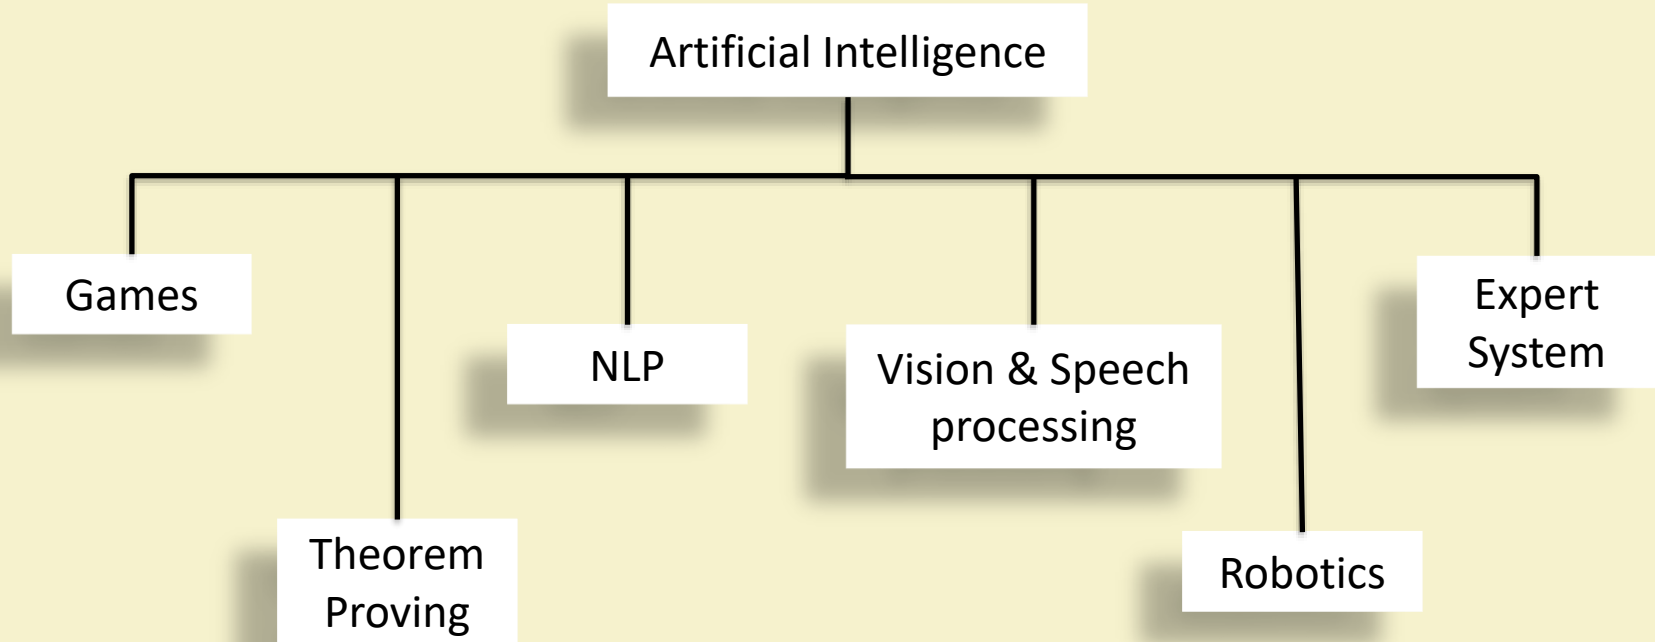 Artificial Intelligence
Games
Theorem
Proving
NLP
Vision & Speech
processing
Robotics
Expert
System